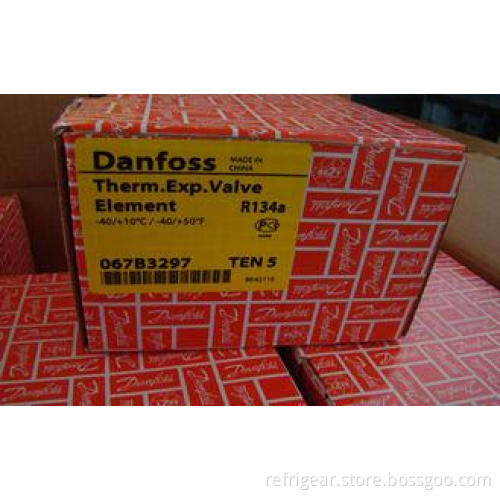 Danfoss MADE IN CHINA
Therm.Exp.Valve
Element R134a
-40/+10°C / -40/+50°F
067B3297 TEN 5
Danfoss
refrigear.store.bossgoo.com